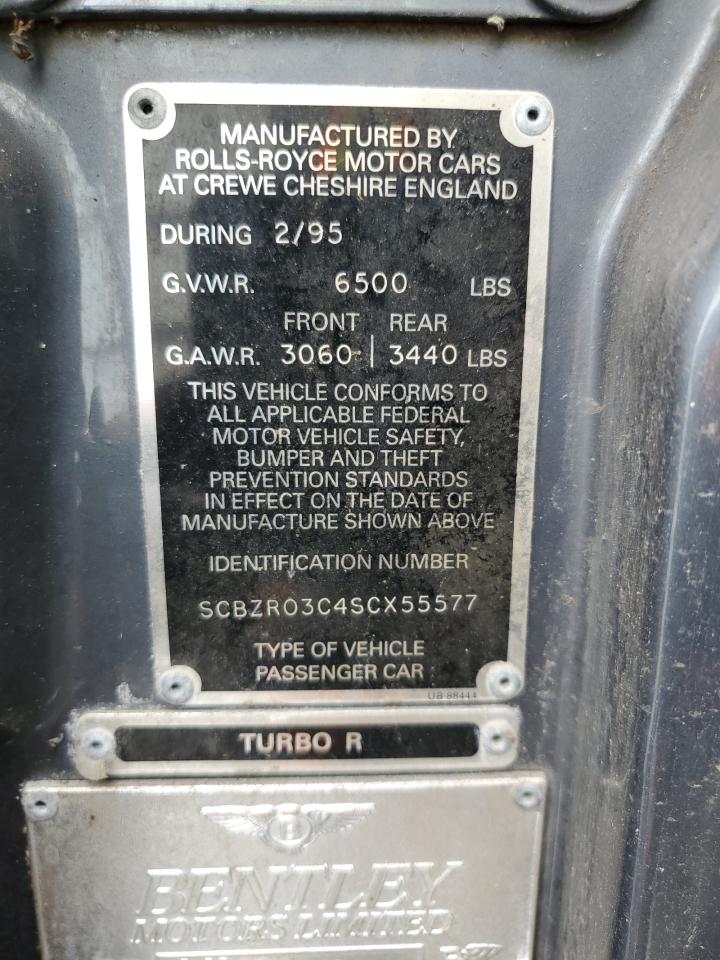 MANUFACTURED BY
ROLLS-ROYCE MOTOR CARS
AT CREWE CHESHIRE ENGLAND
DURING 2/95
G.V.W.R. 6500 LBS
FRONT REAR
G.A.W.R. 3060 | 3440 LBS
THIS VEHICLE CONFORMS TO
ALL APPLICABLE FEDERAL
MOTOR VEHICLE SAFETY,
BUMPER AND THEFT
PREVENTION STANDARDS
IN EFFECT ON THE DATE OF
MANUFACTURE SHOWN ABOVE
IDENTIFICATION NUMBER
SCBZR03C4SCX55577
TYPE OF VEHICLE
PASSENGER CAR
UB 88444
TURBO R
B
BENTLEY
MOTORS LIMITED